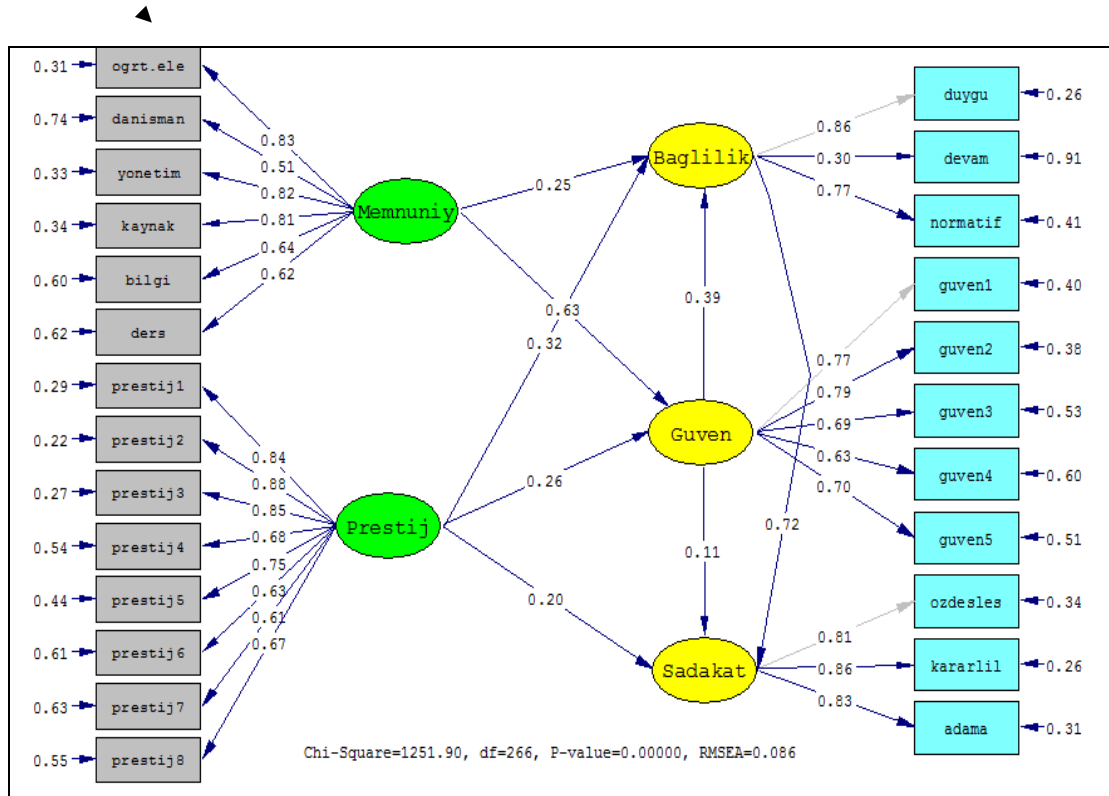 0.31 ogrt.ele
0.74 danisman
0.33 yonetim
0.34 kaynak
0.60 bilgi
0.62 ders
0.29 prestij1
0.22 prestij2
0.27 prestij3
0.54 prestij4
0.44 prestij5
0.61 prestij6
0.63 prestij7
0.55 prestij8
0.83
0.51
0.82
0.81
0.64
0.62
0.84
0.88
0.85
0.68
0.75
0.63
0.61
0.67
Memnuniy
Prestij
0.25
0.63
0.32
0.26
0.20
Baglilik
0.39
Guven
0.11
0.72
Sadakat
0.86
0.30
0.77
0.77
0.79
0.69
0.63
0.70
0.81
0.86
0.83
duygu 0.26
devam 0.91
normatif 0.41
guven1 0.40
guven2 0.38
guven3 0.53
guven4 0.60
guven5 0.51
ozdesles 0.34
kararlil 0.26
adama 0.31
Chi-Square=1251.90, df=266, P-value=0.00000, RMSEA=0.086